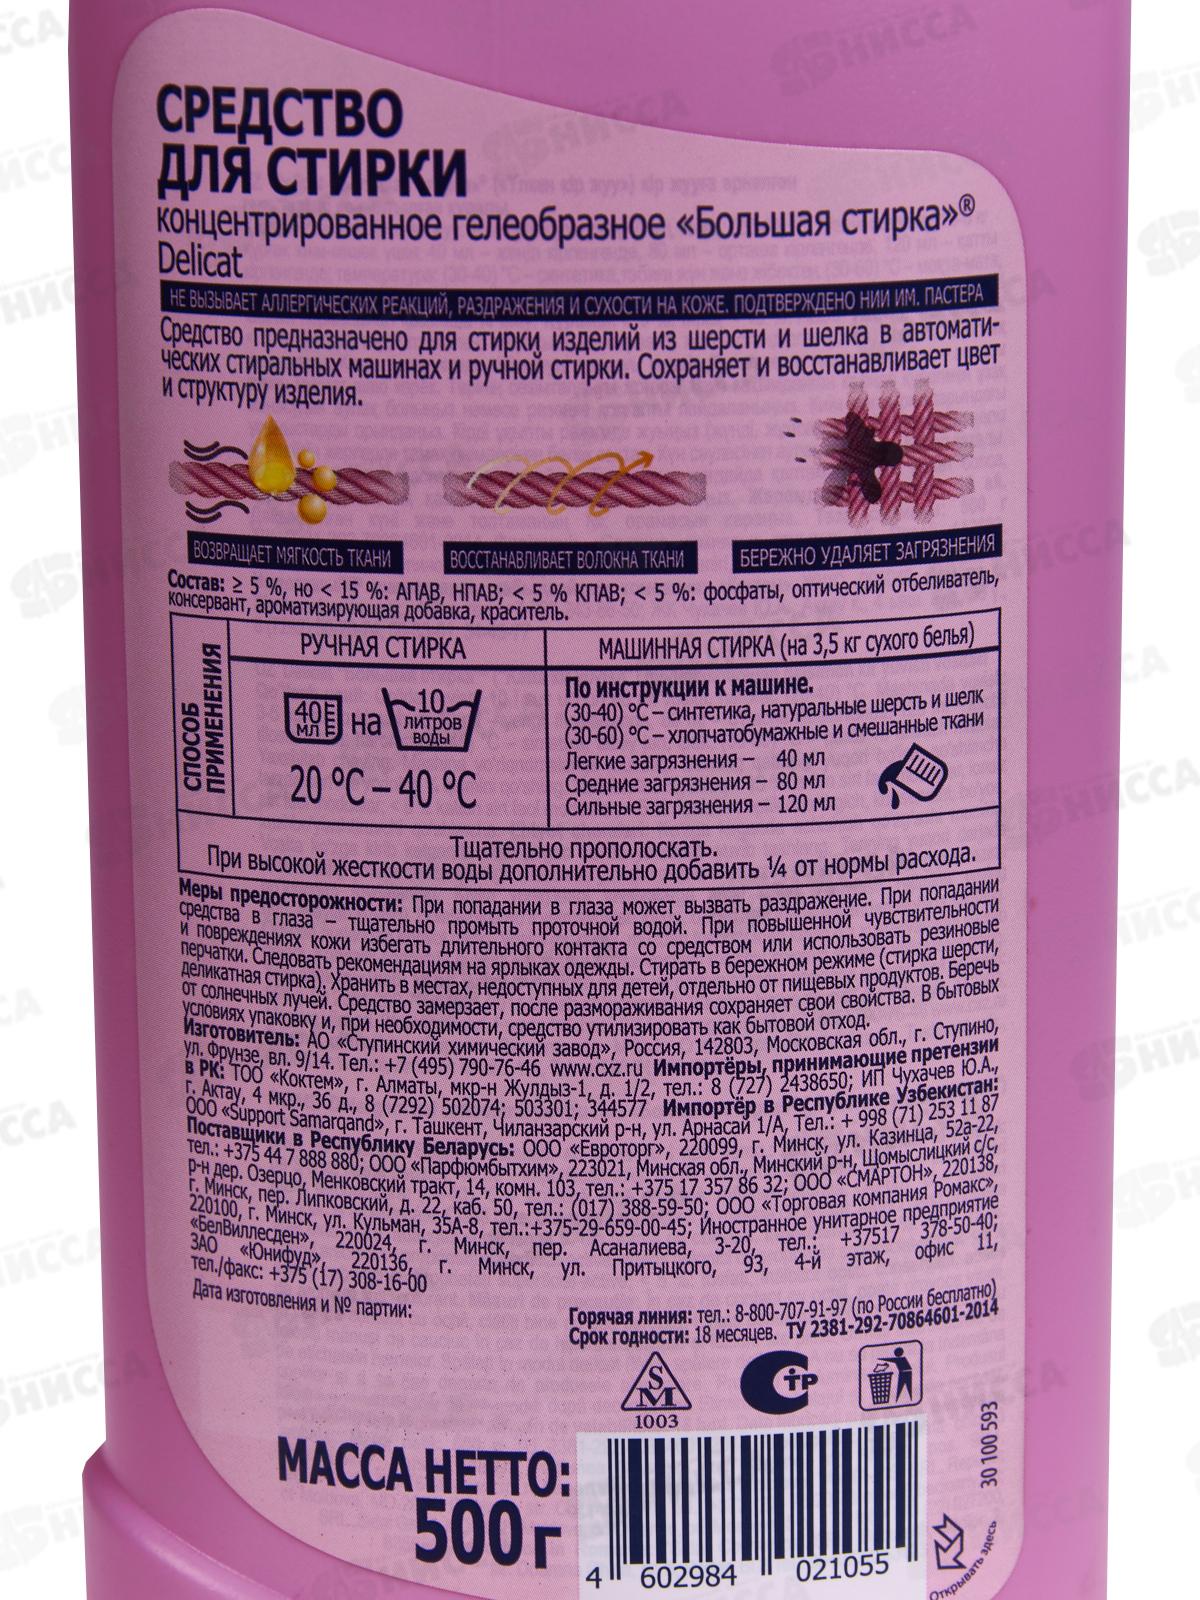 СРЕДСТВО
ДЛЯ СТИРКИ
концентрированное гелеобразное «Большая стирка»®
Delicat
НЕ ВЫЗЫВАЕТ АЛЛЕРГИЧЕСКИХ РЕАКЦИЙ, РАЗДРАЖЕНИЯ И СУХОСТИ НА КОЖЕ. ПОДТВЕРЖДЕНО НИИ ИМ. ПАСТЕРА
Средство предназначено для стирки изделий из шерсти и шелка в автомати-
ческих стиральных машинах и ручной стирки. Сохраняет и восстанавливает цвет
и структуру изделия.
ВОЗВРАЩАЕТ МЯГКОСТЬ ТКАНИ
ВОССТАНАВЛИВАЕТ ВОЛОКНА ТКАНИ
БЕРЕЖНО УДАЛЯЕТ ЗАГРЯЗНЕНИЯ
Состав: ≥ 5 %, но < 15 %: АПАВ, НПАВ; < 5 % КПАВ; < 5 %: фосфаты, оптический отбеливатель,
консервант, ароматизирующая добавка, краситель.
СПОСОБ
ПРИМЕНЕНИЯ
РУЧНАЯ СТИРКА
40 МЛ на 10 ЛИТРОВ ВОДЫ
20 °С – 40 °С
МАШИННАЯ СТИРКА (на 3,5 кг сухого белья)
По инструкции к машине.
(30-40) °С – синтетика, натуральные шерсть и шелк
(30-60) °С – хлопчатобумажные и смешанные ткани
Легкие загрязнения – 40 мл
Средние загрязнения – 80 мл
Сильные загрязнения – 120 мл
Тщательно прополоскать.
При высокой жесткости воды дополнительно добавить ¼ от нормы расхода.
Меры предосторожности: При попадании в глаза может вызвать раздражение. При попадании
средства в глаза – тщательно промыть проточной водой. При повышенной чувствительности
и повреждениях кожи избегать длительного контакта со средством или использовать резиновые
перчатки. Следовать рекомендациям на ярлыках одежды. Стирать в бережном режиме (стирка шерсти,
деликатная стирка). Хранить в местах, недоступных для детей, отдельно от пищевых продуктов. Беречь
от солнечных лучей. Средство замерзает, после размораживания сохраняет свои свойства. В бытовых
условиях упаковку и, при необходимости, средство утилизировать как бытовой отход.
Изготовитель: АО «Ступинский химический завод», Россия, 142803, Московская обл., г. Ступино,
ул. Фрунзе, вл. 9/14. Тел.: +7 (495) 790-76-46 www.cxz.ru Импортёры, принимающие претензии
в РК: ТОО «Коктем», г. Алматы, мкр-н Жулдыз-1, д. 1/2, тел.: 8 (727) 2438650; ИП Чухачев Ю.А.,
г. Актау, 4 мкр., 36 д., 8 (7292) 502074; 503301; 344577 Импортёр в Республике Узбекистан:
ООО «Support Samarqand», г. Ташкент, Чиланзарский р-н, ул. Арнасай 1/А, Тел.: + 998 (71) 253 11 87
Поставщики в Республику Беларусь: ООО «Евроторг», 220099, г. Минск, ул. Казинца, 52а-22,
тел.: +375 44 7 888 880; ООО «Парфюмбытхим», 223021, Минская обл., Минский р-н, Щомыслицкий с/с,
р-н дер. Озерцо, Менковский тракт, 14, комн. 103, тел.: +375 17 357 86 32; ООО «СМАРТОН», 220138,
г. Минск, пер. Липковский, д. 22, каб. 50, тел.: (017) 388-59-50; ООО «Торговая компания Ромакс»,
220100, г. Минск, ул. Кульман, 35А-8, тел.:+375-29-659-00-45; Иностранное унитарное предприятие
«БелВиллесден», 220024, г. Минск, пер. Асаналиева, 3-20, тел.: +37517 378-50-40;
ЗАО «Юнифуд», 220136, г. Минск, ул. Притыцкого, 93, 4-й этаж, офис 11,
тел./факс: +375 (17) 308-16-00
Дата изготовления и № партии:
Горячая линия: тел.: 8-800-707-91-97 (по России бесплатно)
Срок годности: 18 месяцев. ТУ 2381-292-70864601-2014
SM
1003
СТР
МАССА НЕТТО:
500 г
4 602984 021055
30 100 593
Открывать здесь
НИССА